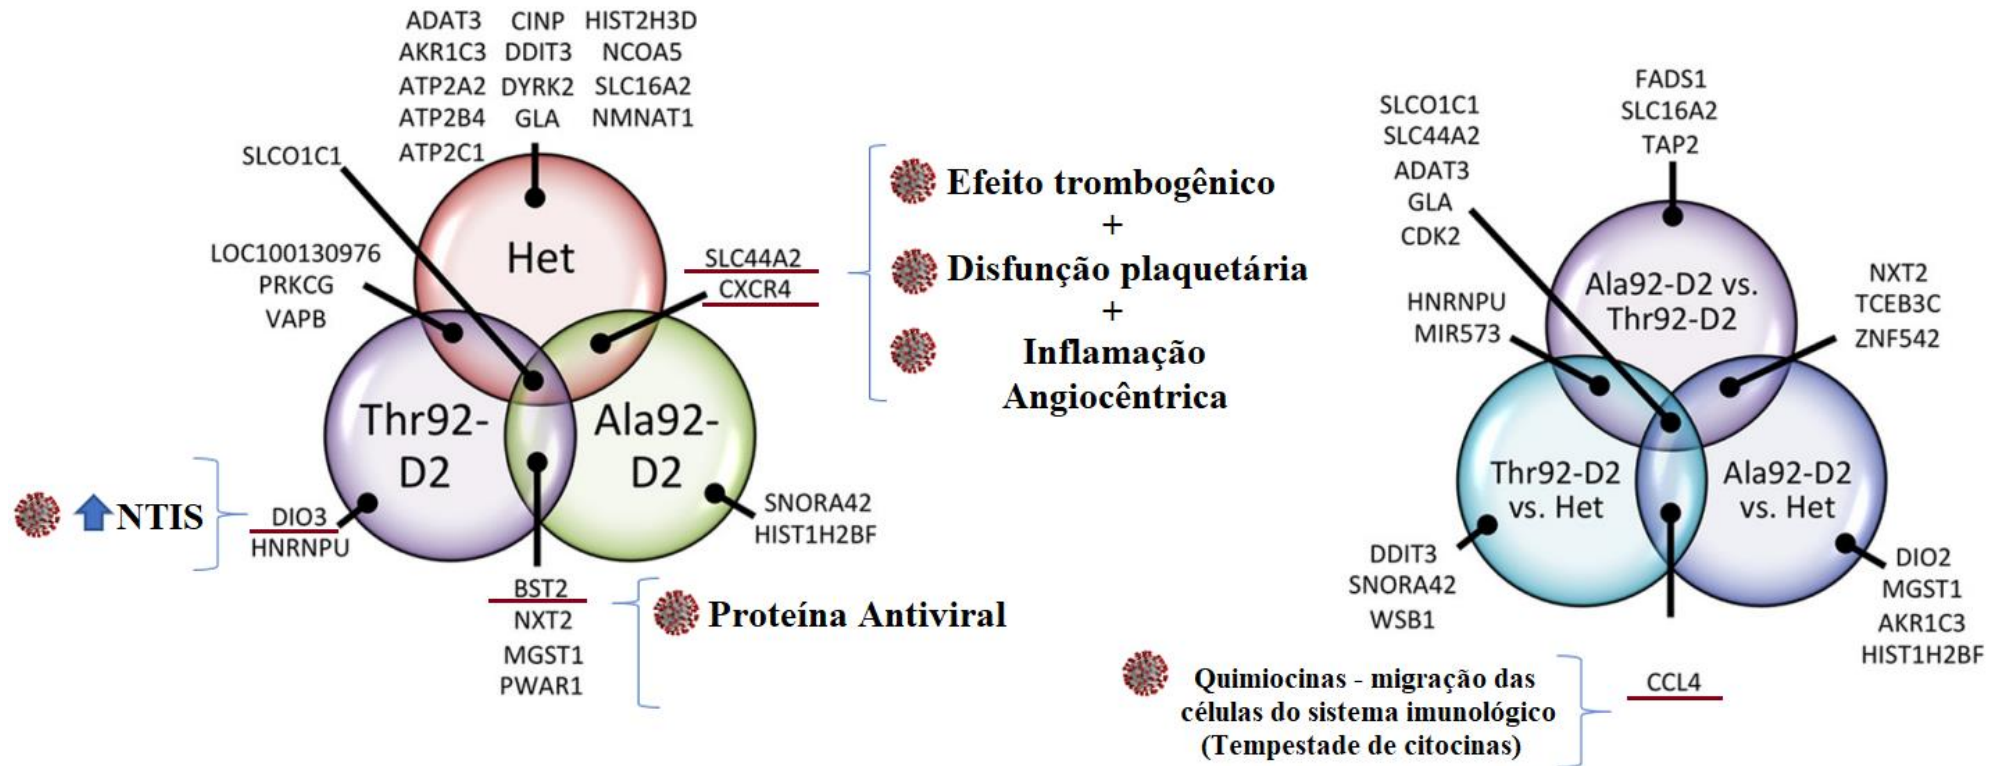 ADAT3 CINP HIST2H3D
AKR1C3 DDIT3 NCOA5
ATP2A2 DYRK2 SLC16A2
ATP2B4 GLA NMNAT1
ATP2C1
SLCO1C1
LOC100130976
PRKCG
VAPB
Het
SLC44A2
CXCR4
Thr92-
D2
Ala92-
D2
DIO3
HNRNPU
NTIS
SNORA42
HIST1H2BF
BST2
NXT2
MGST1
PWAR1
Proteína Antiviral
Efeito trombogênico
+
Disfunção plaquetária
+
Inflamação
Angiocêntrica
SLCO1C1
SLC44A2
ADAT3
GLA
CDK2
FADS1
SLC16A2
TAP2
HNRNPU
MIR573
Ala92-D2 vs.
Thr92-D2
NXT2
TCEB3C
ZNF542
Thr92-D2
vs. Het
Ala92-D2
vs. Het
DDIT3
SNORA42
WSB1
DIO2
MGST1
AKR1C3
HIST1H2BF
Quimiocinas - migração das
células do sistema imunológico
(Tempestade de citocinas)
CCL4